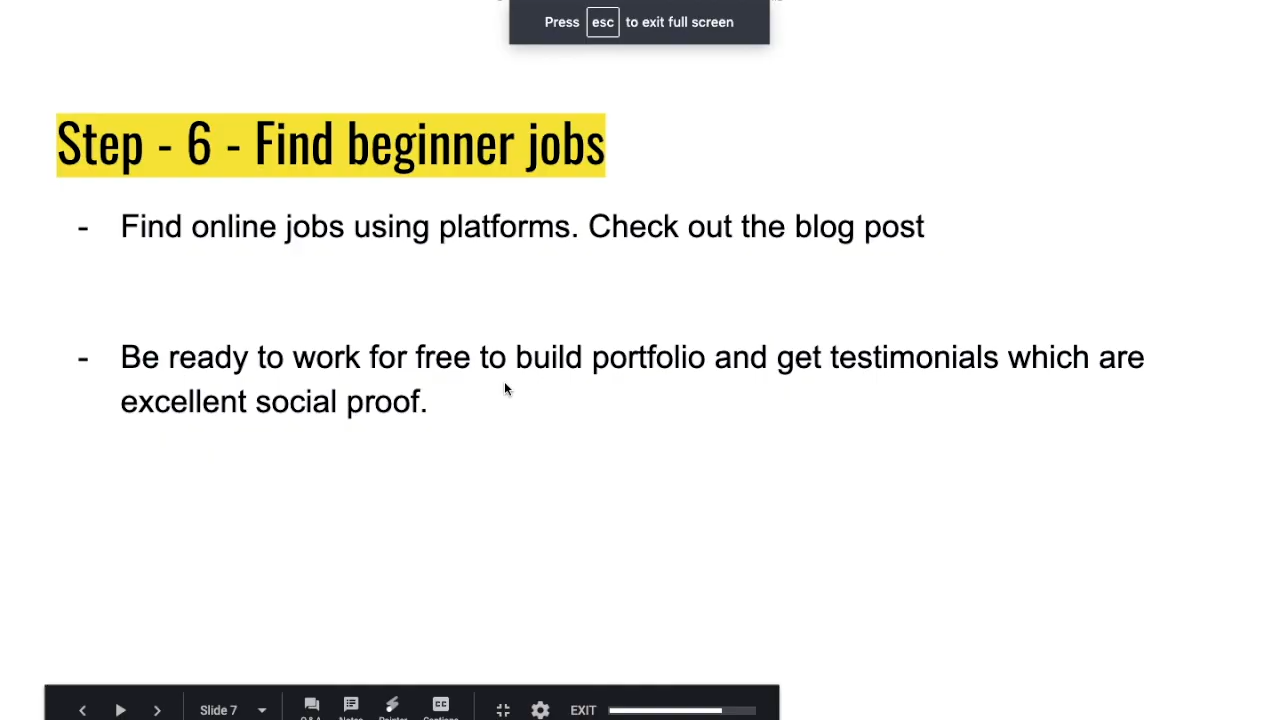 Press esc to exit full screen
Step - 6 - Find beginner jobs
- Find online jobs using platforms. Check out the blog post
- Be ready to work for free to build portfolio and get testimonials which are
excellent social proof.
Slide 7 CC EXIT